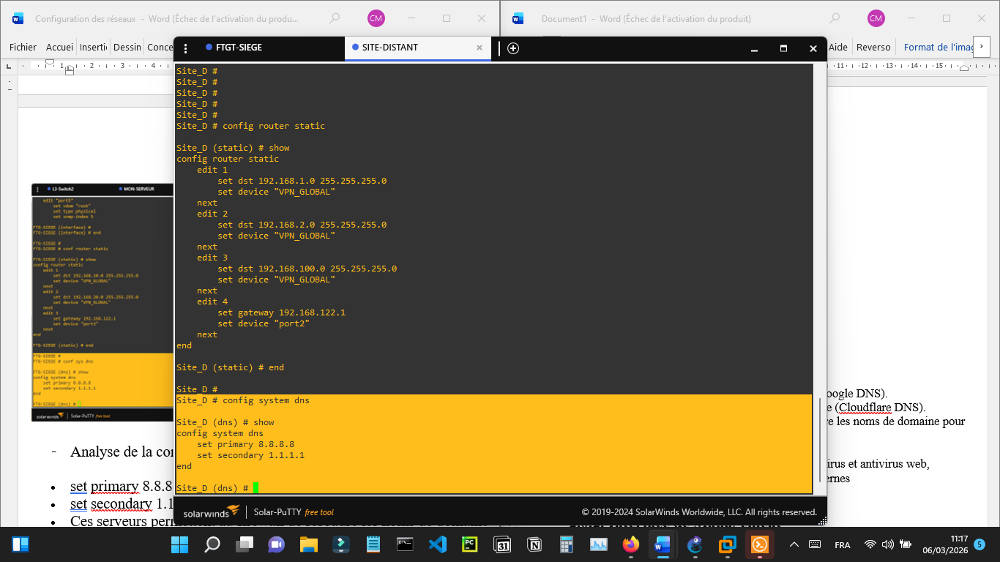 Configuration des réseaux - Word (Échec de l'activation du produ...
CM
Document1 - Word (Échec de l'activation du produit)
CM
Fichier Accuei Insertic Dessin Conce
Aide Reverso Format de l'imag
1 2 3 4
11 12 13 14 15
FTGT-SIEGE
SITE-DISTANT
Site_D #
Site_D #
Site_D #
Site_D #
Site_D #
Site_D # config router static
Site_D (static) # show
config router static
edit 1
set dst 192.168.1.0 255.255.255.0
set device "VPN_GLOBAL"
next
edit 2
set dst 192.168.2.0 255.255.255.0
set device "VPN_GLOBAL"
next
edit 3
set dst 192.168.100.0 255.255.255.0
set device "VPN_GLOBAL"
next
edit 4
set gateway 192.168.122.1
set device "port2"
next
end
Site_D (static) # end
Site_D #
Site_D # config system dns
Site_D (dns) # show
config system dns
set primary 8.8.8.8
set secondary 1.1.1.1
end
Site_D (dns) #
solarwinds Solar-PuTTY free tool
© 2019-2024 SolarWinds Worldwide, LLC. All rights reserved.
L3-Switch2 MON-SERVEUR
edit "port5"
set vdom "root"
set type physical
set snmp-index 5
FTG-SIEGE (interface) #
FTG-SIEGE (interface) # end
FTG-SIEGE #
FTG-SIEGE # conf router static
FTG-SIEGE (static) # show
config router static
edit 1
set dst 192.168.10.0 255.255.255.0
set device "VPN_GLOBAL"
next
edit 2
set dst 192.168.20.0 255.255.255.0
set device "VPN_GLOBAL"
next
edit 3
set gateway 192.168.122.1
set device "port3"
next
end
FTG-SIEGE (static) # end
FTG-SIEGE #
FTG-SIEGE # conf sys dns
FTG-SIEGE (dns) # show
config system dns
set primary 8.8.8.8
set secondary 1.1.1.1
end
FTG-SIEGE (dns) #
solarwinds Solar-PuTTY free tool
- Analyse de la con
• set primary 8.8.8
• set secondary 1.1
• Ces serveurs perm
oogle DNS).
e (Cloudflare DNS).
re les noms de domaine pour
irus et antivirus web,
ernes
31
FRA
11:17
06/03/2026
5